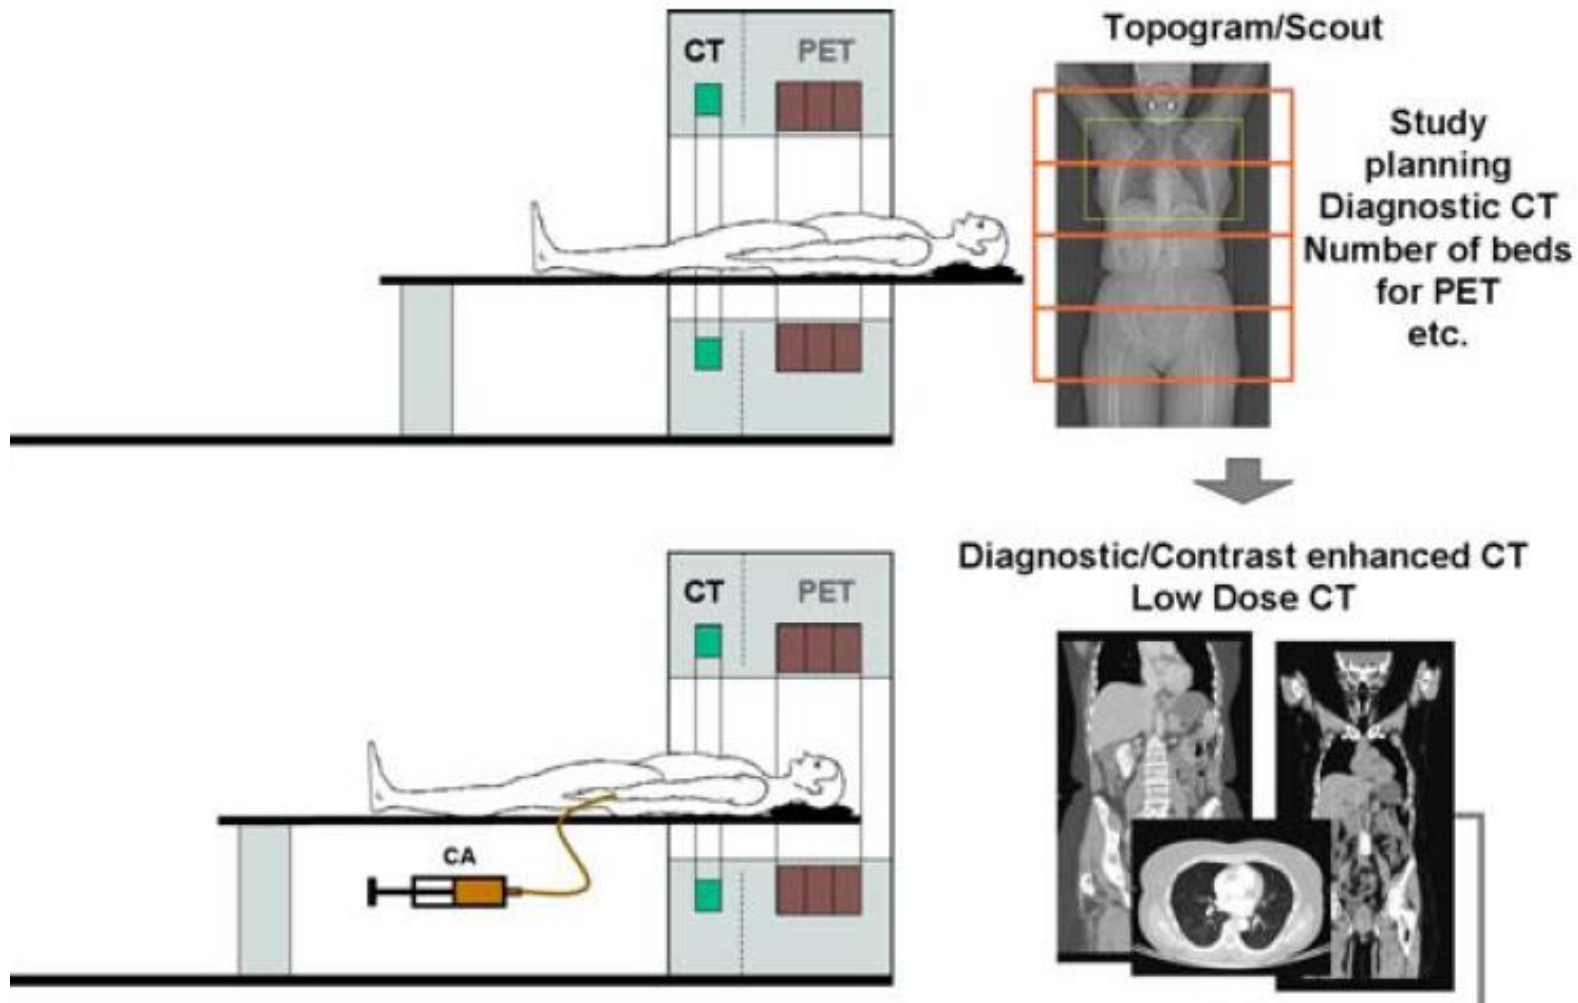 CT PET
Topogram/Scout
Study
planning
Diagnostic CT
Number of beds
for PET
etc.
CT PET
CA
Diagnostic/Contrast enhanced CT
Low Dose CT